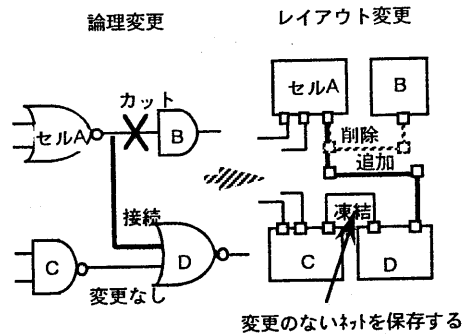 論理変更
レイアウト変更
カット
セルA
B
接続
C
D
変更なし
セルA
B
削除
追加
凍結
C
D
変更のないネットを保存する